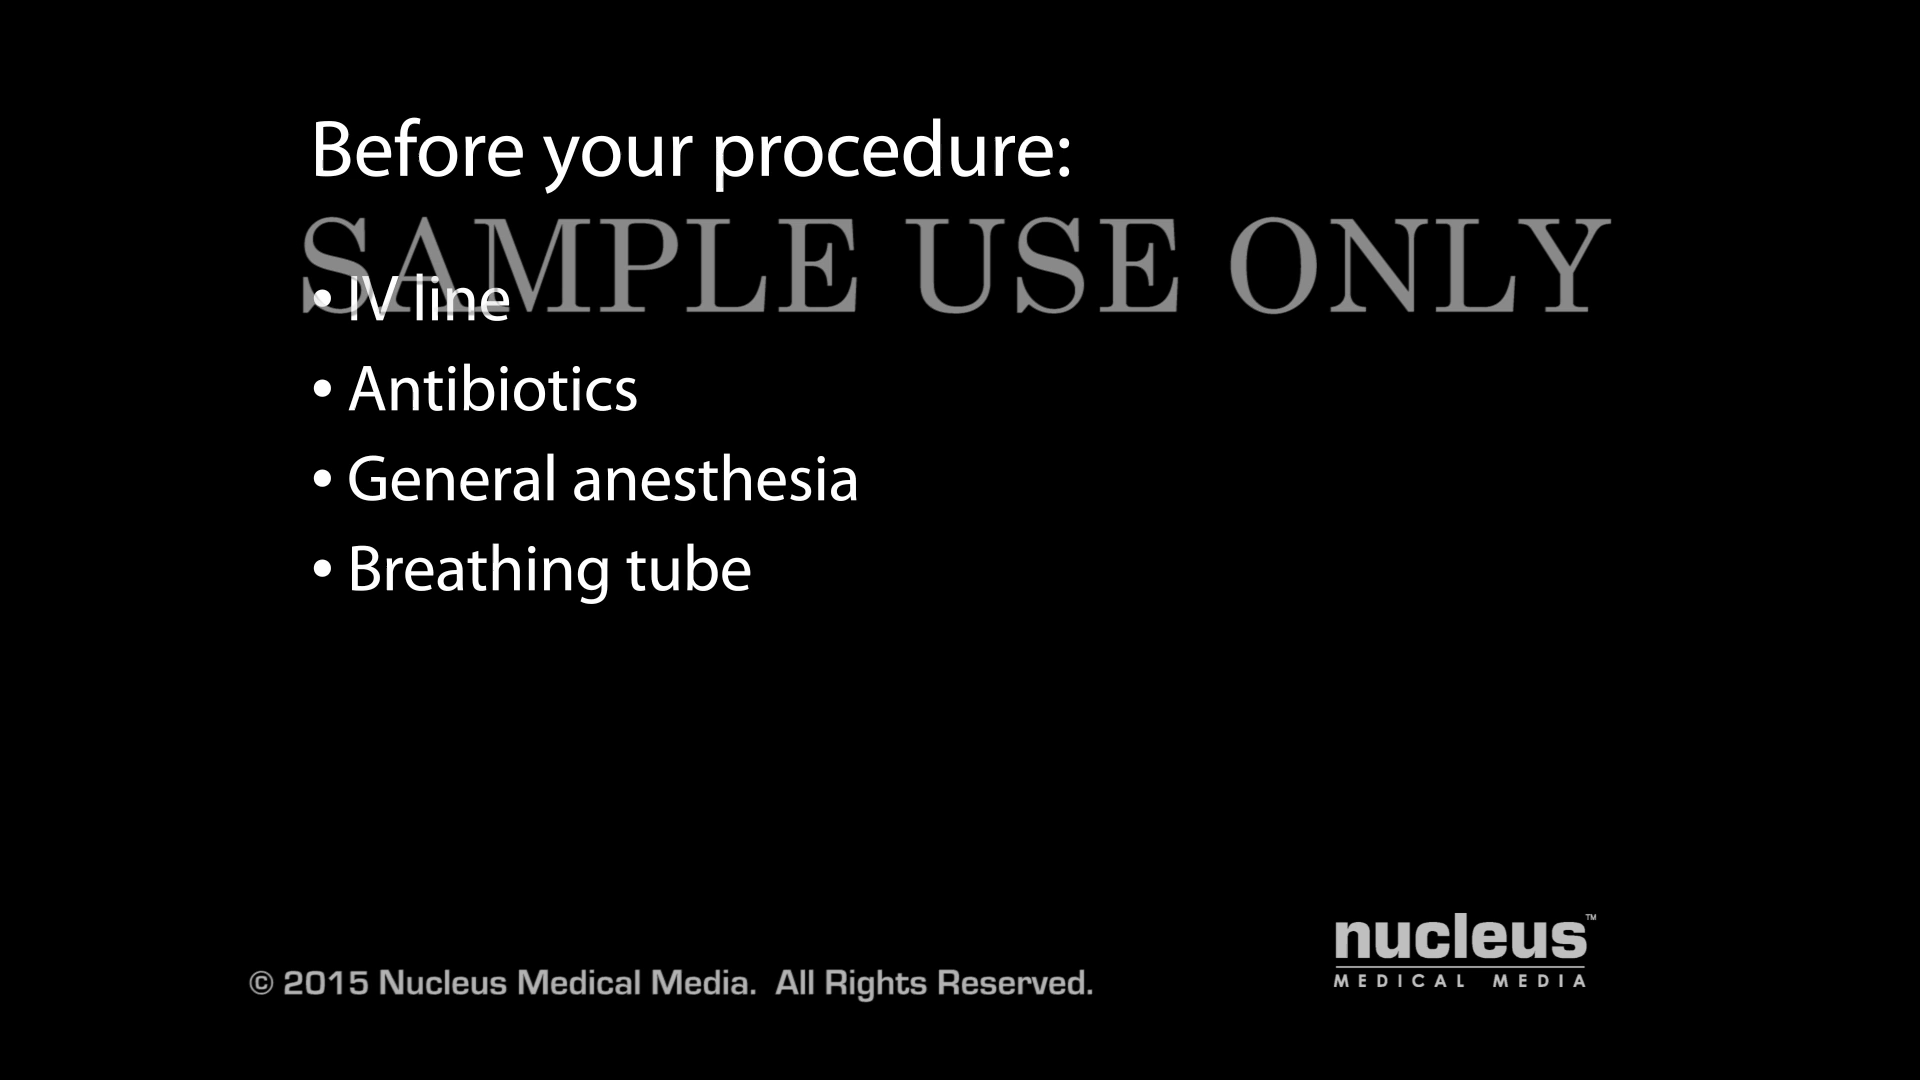 Before your procedure:
SAMPLE USE ONLY
• IV line
• Antibiotics
• General anesthesia
• Breathing tube
nucleus™
MEDICAL MEDIA
© 2015 Nucleus Medical Media. All Rights Reserved.